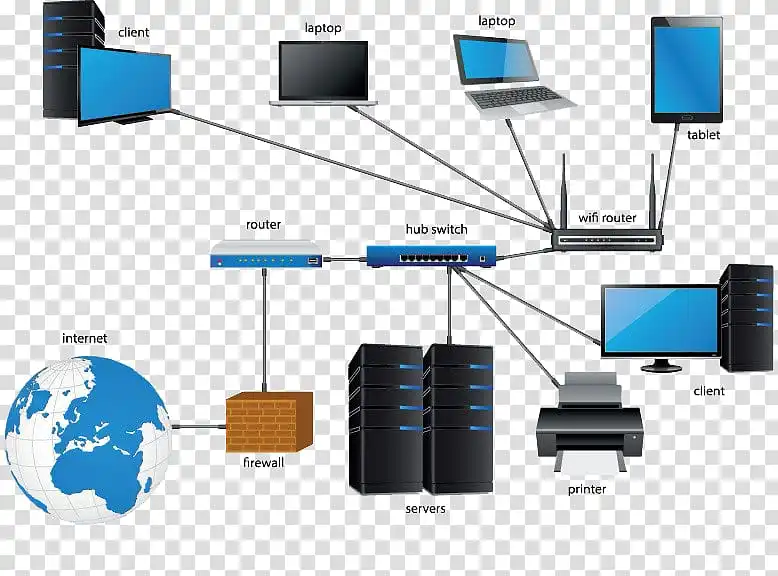 client
laptop
laptop
tablet
wifi router
router
hub switch
internet
client
firewall
printer
servers